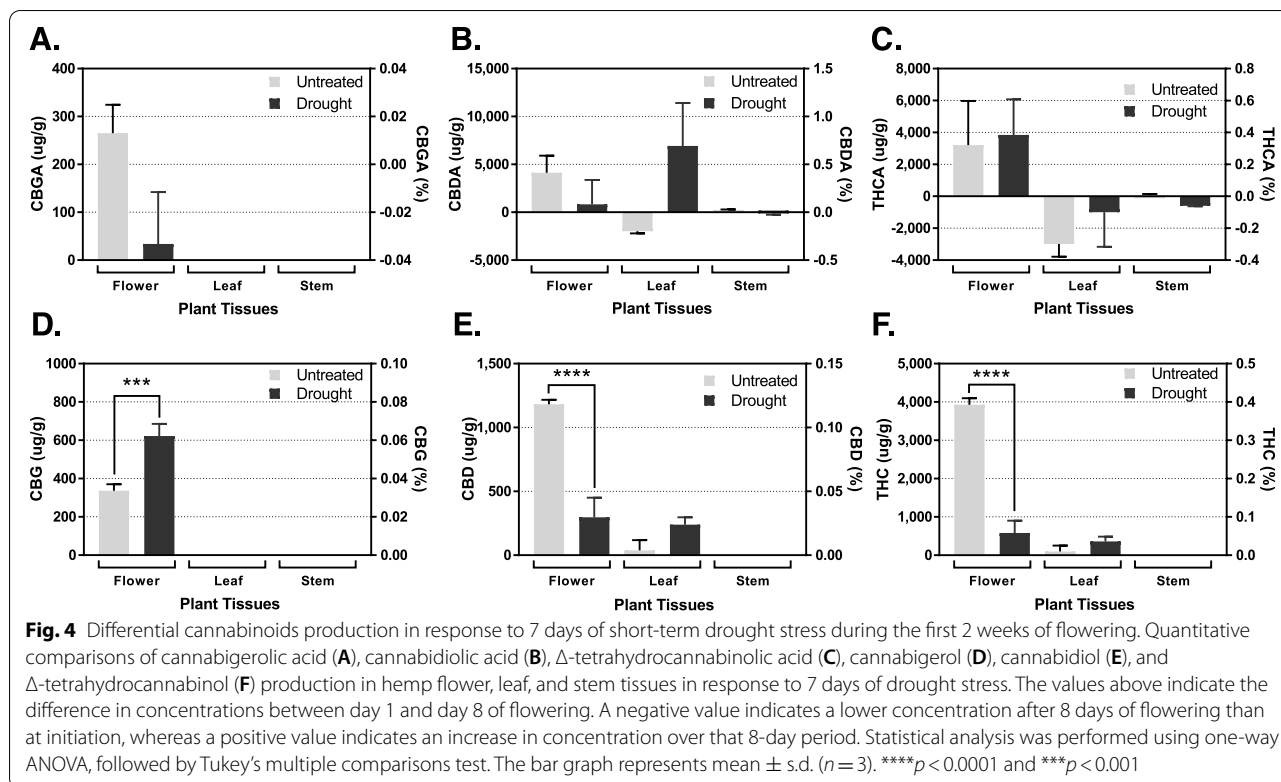 A.
B.
C.
400
300
200
100
0
CBGA (ug/g)
Untreated
Drought
0.04
0.02
0.00
-0.02
-0.04
CBGA (%)
Flower Leaf Stem
Plant Tissues
15,000
10,000
5,000
0
-5,000
CBDA (ug/g)
Untreated
Drought
1.5
1.0
0.5
0.0
-0.5
CBDA (%)
Flower Leaf Stem
Plant Tissues
8,000
6,000
4,000
2,000
0
-2,000
-4,000
THCA (ug/g)
Untreated
Drought
0.8
0.6
0.4
0.2
0.0
-0.2
-0.4
THCA (%)
Flower Leaf Stem
Plant Tissues
D.
E.
F.
1000
800
600
400
200
0
CBG (ug/g)
***
Untreated
Drought
0.10
0.08
0.06
0.04
0.02
0.00
CBG (%)
Flower Leaf Stem
Plant Tissues
1,500
1,000
500
0
CBD (ug/g)
****
Untreated
Drought
0.15
0.10
0.05
0.00
CBD (%)
Flower Leaf Stem
Plant Tissues
5,000
4,000
3,000
2,000
1,000
0
THC (ug/g)
****
Untreated
Drought
0.5
0.4
0.3
0.2
0.1
0.0
THC (%)
Flower Leaf Stem
Plant Tissues
Fig. 4 Differential cannabinoids production in response to 7 days of short-term drought stress during the first 2 weeks of flowering. Quantitative
comparisons of cannabigerolic acid (A), cannabidiolic acid (B), Δ-tetrahydrocannabinolic acid (C), cannabigerol (D), cannabidiol (E), and
Δ-tetrahydrocannabinol (F) production in hemp flower, leaf, and stem tissues in response to 7 days of drought stress. The values above indicate the
difference in concentrations between day 1 and day 8 of flowering. A negative value indicates a lower concentration after 8 days of flowering than
at initiation, whereas a positive value indicates an increase in concentration over that 8-day period. Statistical analysis was performed using one-way
ANOVA, followed by Tukey's multiple comparisons test. The bar graph represents mean ± s.d. (n = 3). ****p < 0.0001 and ***p < 0.001